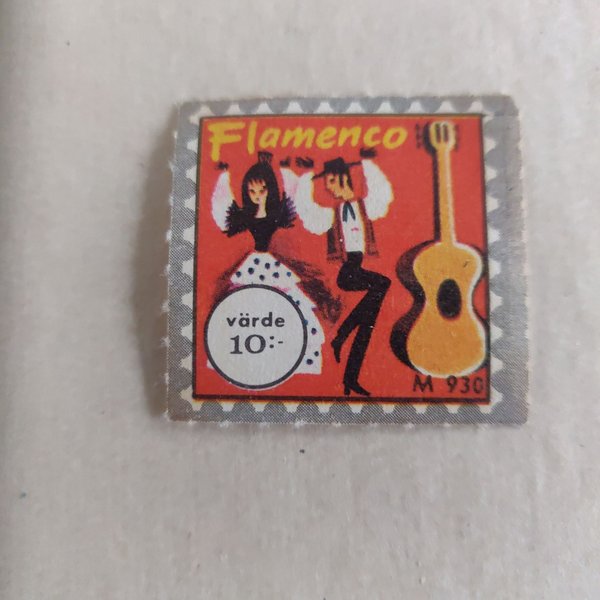 Flamenco
värde
10:-
M 930